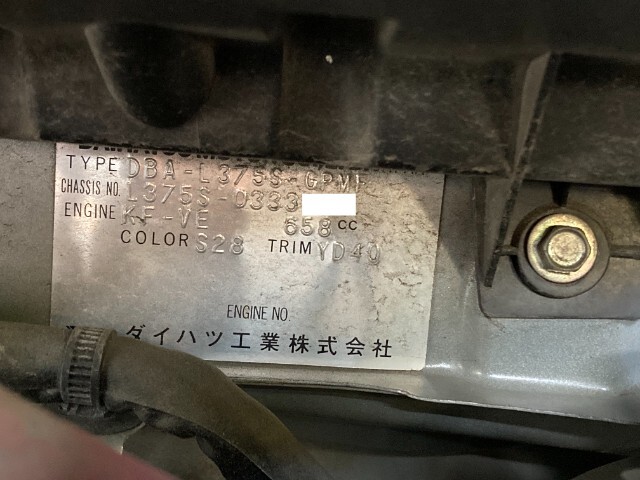 TYPE DBA-L375S-GPMF
CHASSIS NO. L375S-0333
ENGINE KF-VE 658 CC
COLOR S28 TRIM YD40
ENGINE NO.
ダイハツ工業株式会社